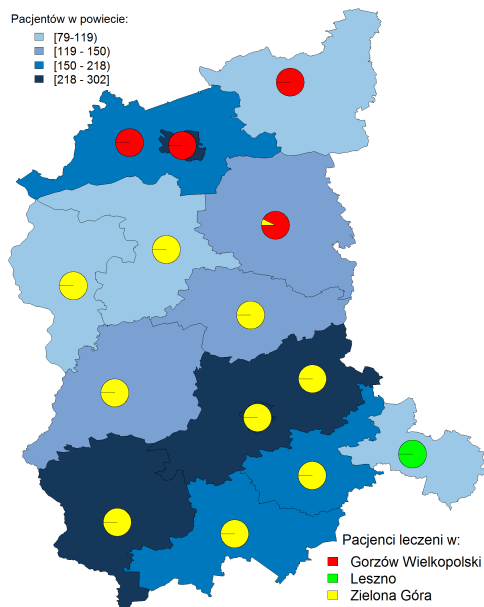 Pacjentów w powiecie:
[79-119)
[119 - 150)
[150 - 218)
[218 - 302]
Pacjenci leczeni w:
Gorzów Wielkopolski
Leszno
Zielona Góra